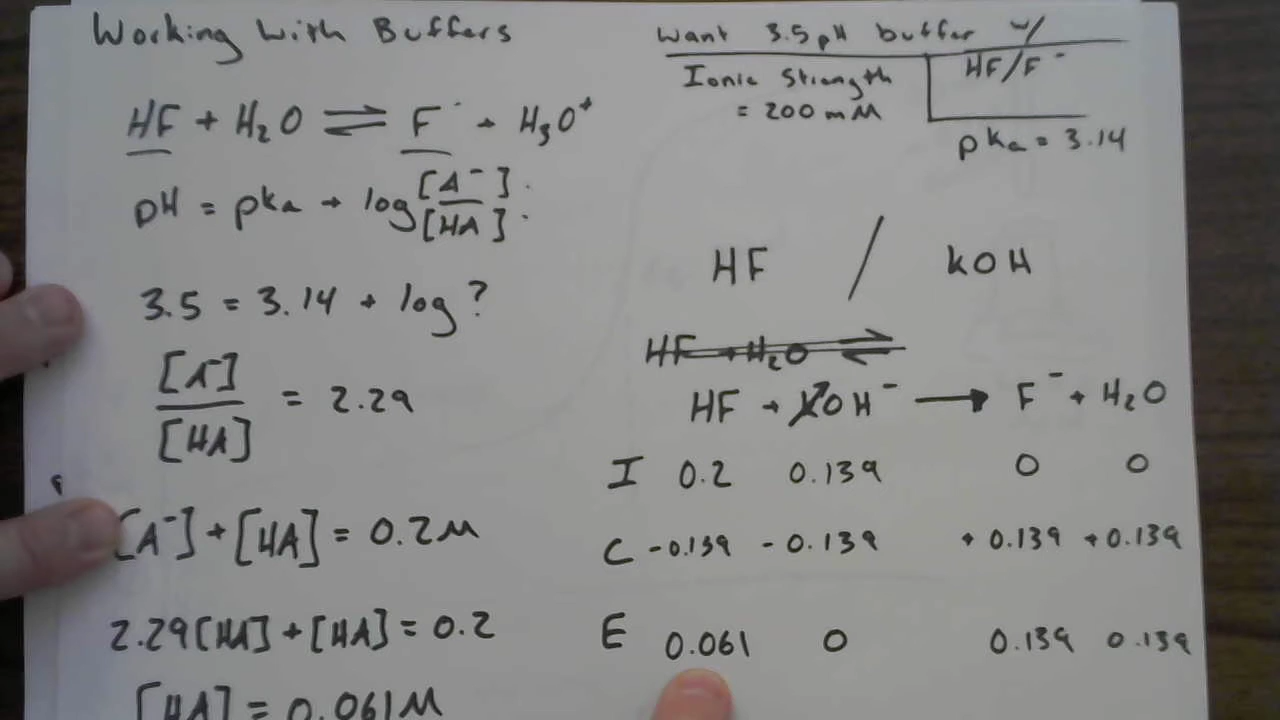 Working with Buffers
HF + H₂O ⇌ F⁻ + H₃O⁺
pH = pKa + log [A⁻]/[HA]
3.5 = 3.14 + log ?
[A⁻]/[HA] = 2.29
[A⁻] + [HA] = 0.2M
2.29[HA] + [HA] = 0.2
[HA] = 0.061M
Want 3.5 pH buffer w/
Ionic Strength
= 200 mM
HF/F⁻
pKa = 3.14
HF / KOH
HF + H₂O ⇌
HF + KOH⁻ → F⁻ + H₂O
I 0.2 0.139 0 0
C -0.139 -0.139 +0.139 +0.139
E 0.061 0 0.139 0.139